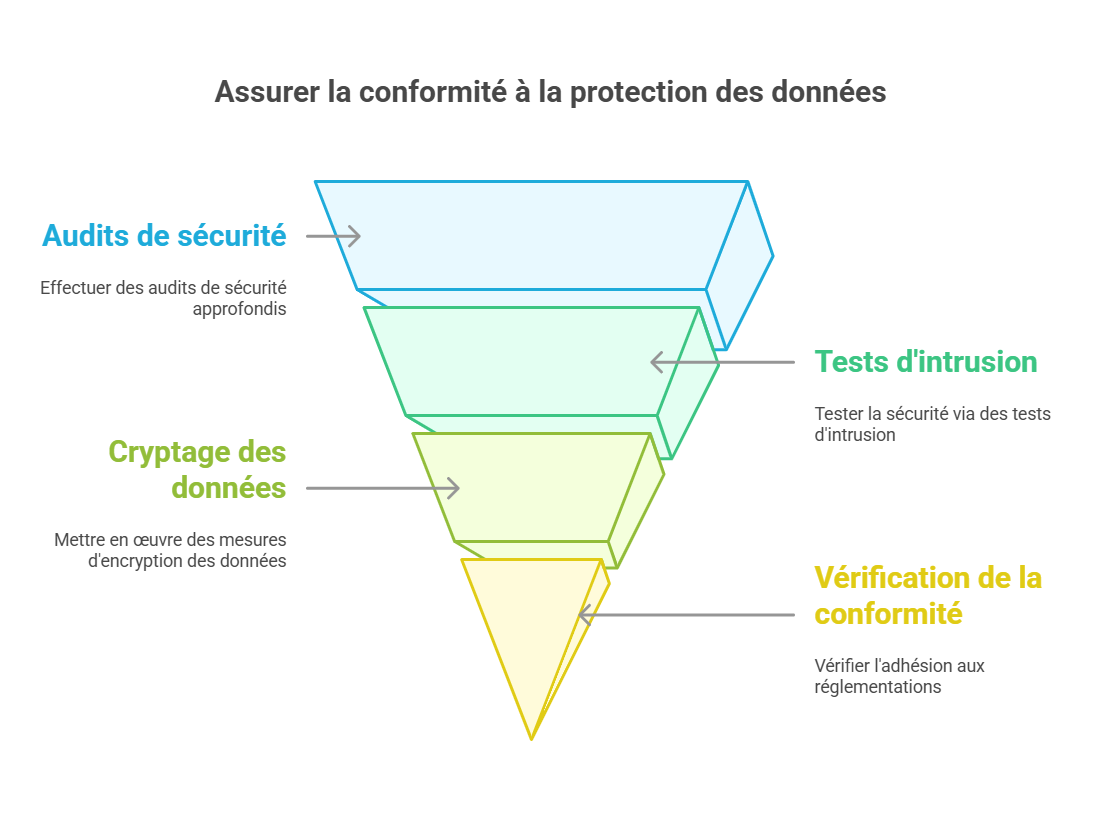 Assurer la conformité à la protection des données
Audits de sécurité
Effectuer des audits de sécurité
approfondis
Tests d'intrusion
Tester la sécurité via des tests
d'intrusion
Cryptage des
données
Mettre en œuvre des mesures
d'encryption des données
Vérification de la
conformité
Vérifier l'adhésion aux
réglementations